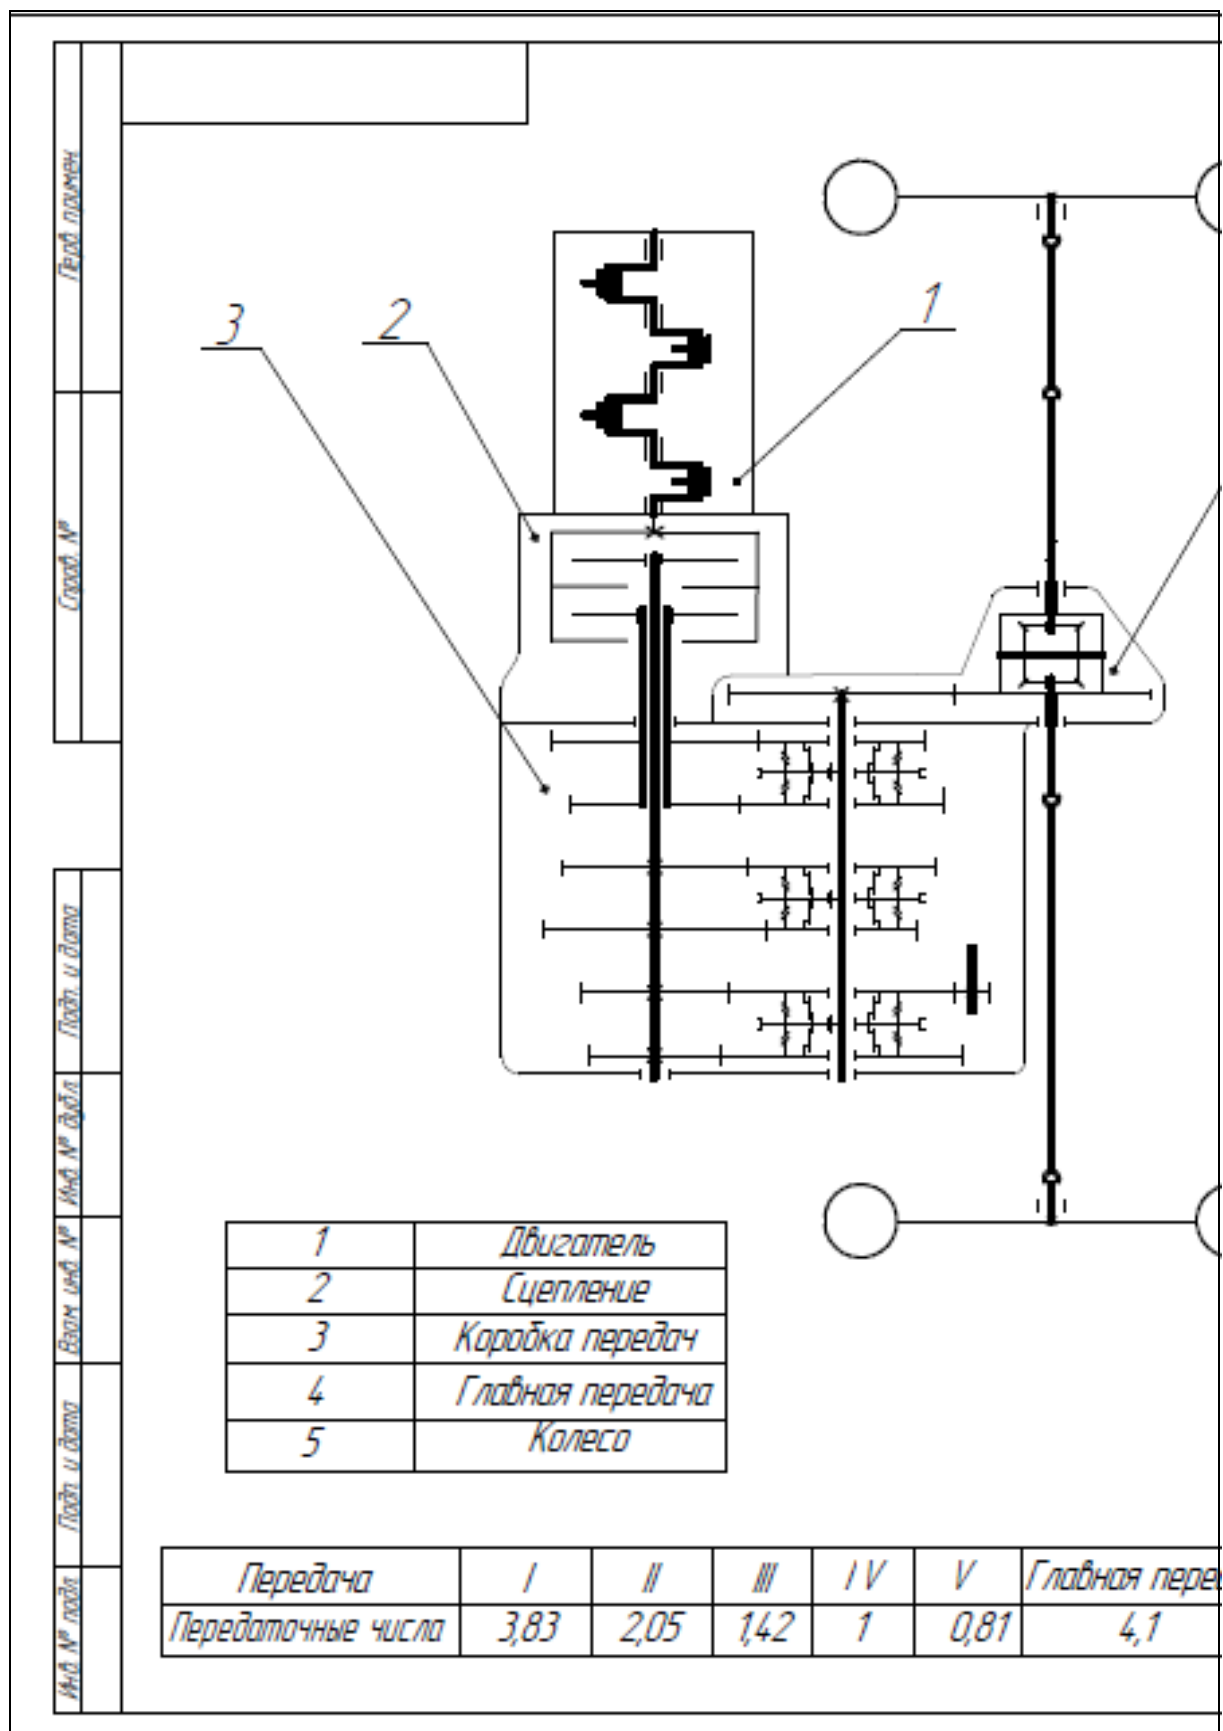 Перв. примен.
Справ. №
Подп. и дата
Инв. № дубл.
Взам. инв. №
Подп. и дата
Инв. № подл.
3
2
1
1 Двигатель
2 Сцепление
3 Коробка передач
4 Главная передача
5 Колесо
Передача I II III IV V Главная перед
Передаточные числа 3,83 2,05 1,42 1 0,81 4,1